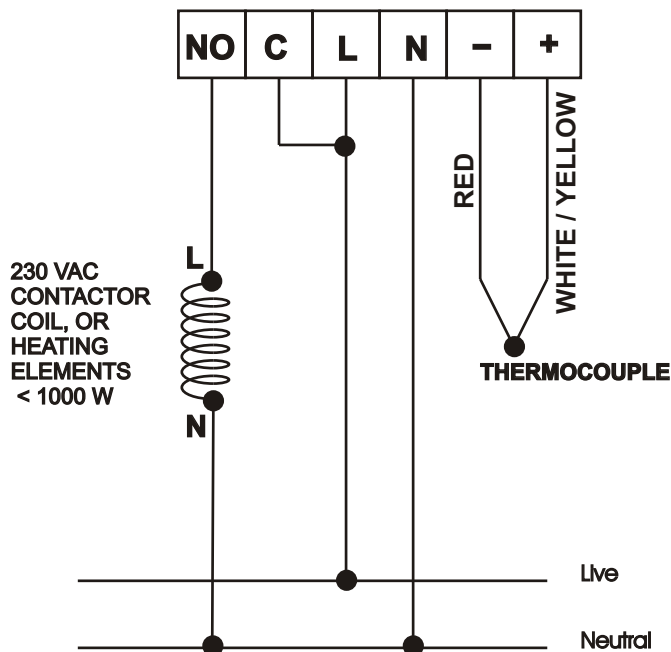 NO C L N − +
RED
WHITE / YELLOW
L
230 VAC
CONTACTOR
COIL, OR
HEATING
ELEMENTS
< 1000 W
N
THERMOCOUPLE
Live
Neutral